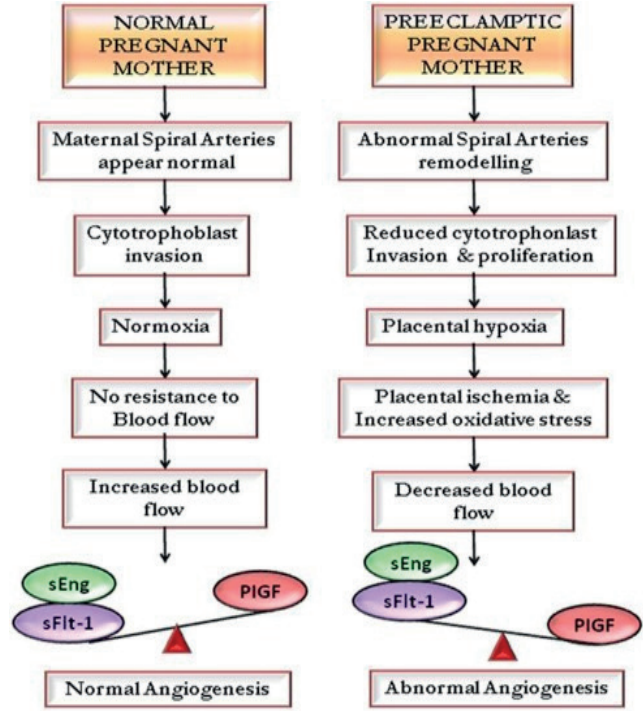 NORMAL
PREGNANT
MOTHER
Maternal Spiral Arteries
appear normal
Cytotrophoblast
invasion
Normoxia
No resistance to
Blood flow
Increased blood
flow
sEng
sFlt-1
PIGF
Normal Angiogenesis
PREECLAMPTIC
PREGNANT
MOTHER
Abnormal Spiral Arteries
remodelling
Reduced cytotrophonlast
Invasion & proliferation
Placental hypoxia
Placental ischemia &
Increased oxidative stress
Decreased blood
flow
sEng
sFlt-1
PIGF
Abnormal Angiogenesis